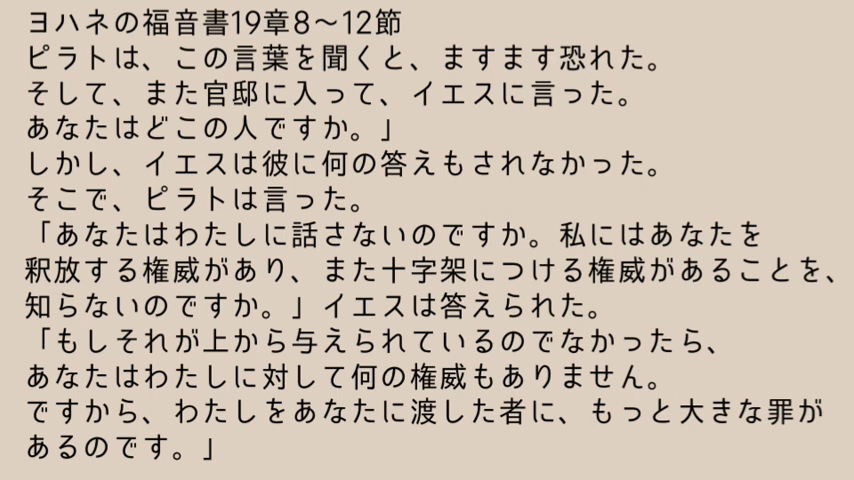 ヨハネの福音書19章8〜12節
ピラトは、この言葉を聞くと、ますます恐れた。
そして、また官邸に入って、イエスに言った。
あなたはどこの人ですか。」
しかし、イエスは彼に何の答えもされなかった。
そこで、ピラトは言った。
「あなたはわたしに話さないのですか。私にはあなたを
釈放する権威があり、また十字架につける権威があることを、
知らないのですか。」イエスは答えられた。
「もしそれが上から与えられているのでなかったら、
あなたはわたしに対して何の権威もありません。
ですから、わたしをあなたに渡した者に、もっと大きな罪が
あるのです。」